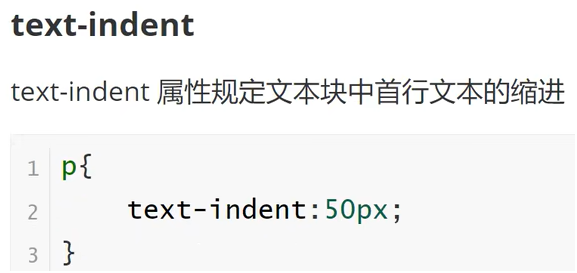 text-indent
text-indent 属性规定文本块中首行文本的缩进
1 p{
2 text-indent:50px;
3 }